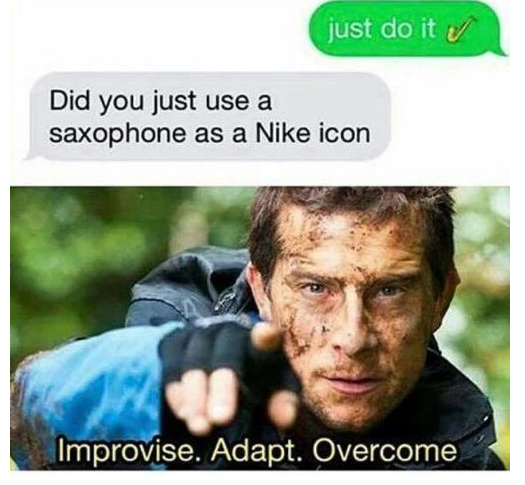 just do it 🎷
Did you just use a
saxophone as a Nike icon
Improvise. Adapt. Overcome